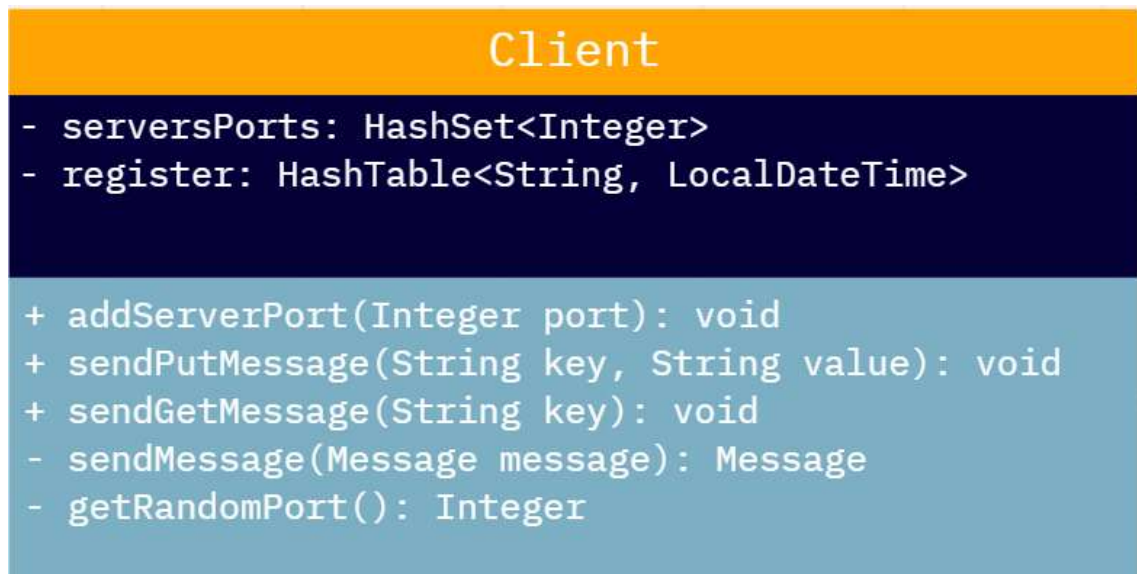 Client
- serversPorts: HashSet<Integer>
- register: HashTable<String, LocalDateTime>
+ addServerPort(Integer port): void
+ sendPutMessage(String key, String value): void
+ sendGetMessage(String key): void
- sendMessage(Message message): Message
- getRandomPort(): Integer